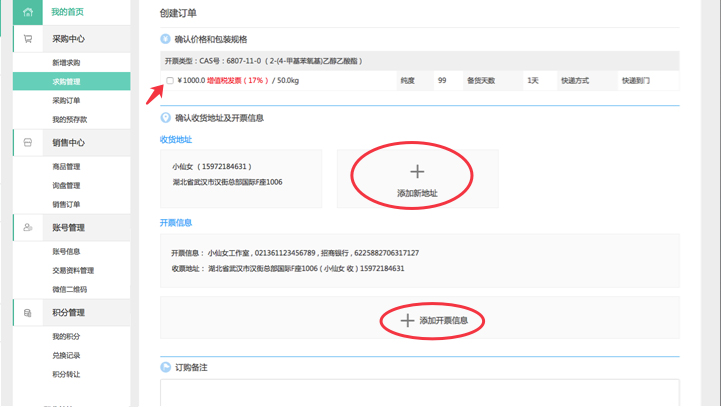 我的首页
采购中心
新增求购
求购管理
采购订单
我的预存款
销售中心
商品管理
询盘管理
销售订单
账号管理
账号信息
交易资料管理
微信二维码
积分管理
我的积分
兑换记录
积分转让
创建订单
确认价格和包装规格
开票类型：CAS号：6807-11-0 （2-(4-甲基苯氧基)乙醇乙酸酯）
￥1000.0 增值税发票（17%） / 50.0kg 纯度 99 备货天数 1天 快递方式 快递到门
确认收货地址及开票信息
收货地址
小仙女 （15972184631）
湖北省武汉市汉街总部国际F座1006
添加新地址
开票信息
开票信息： 小仙女工作室 , 021361123456789 , 招商银行 , 6225882706317127
收票地址： 湖北省武汉市汉街总部国际F座1006 ( 小仙女 收 ) 15972184631
添加开票信息
订购备注